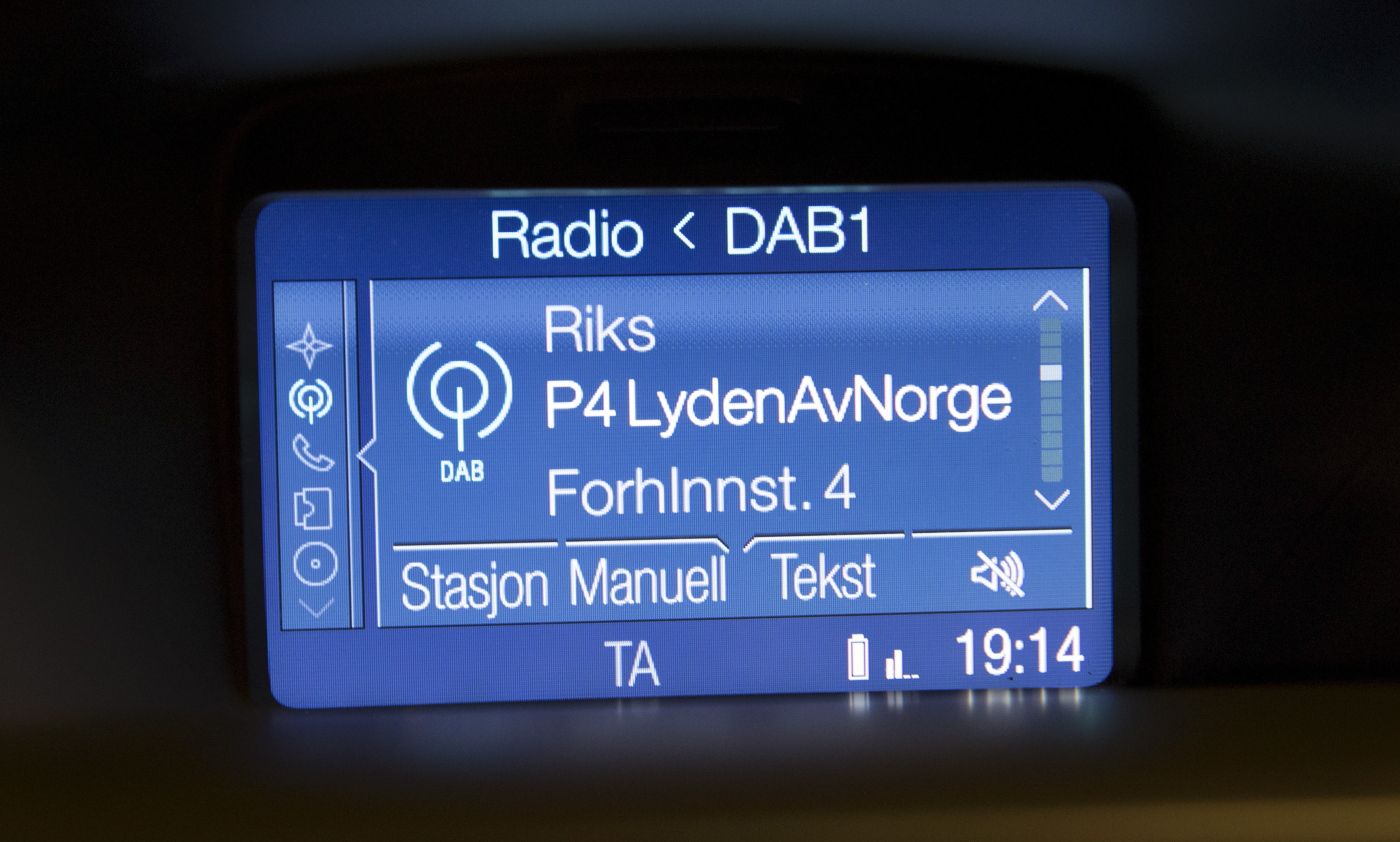 Radio < DAB1
Riks
P4 LydenAvNorge
DAB
ForhInnst. 4
Stasjon Manuell Tekst
TA 19:14